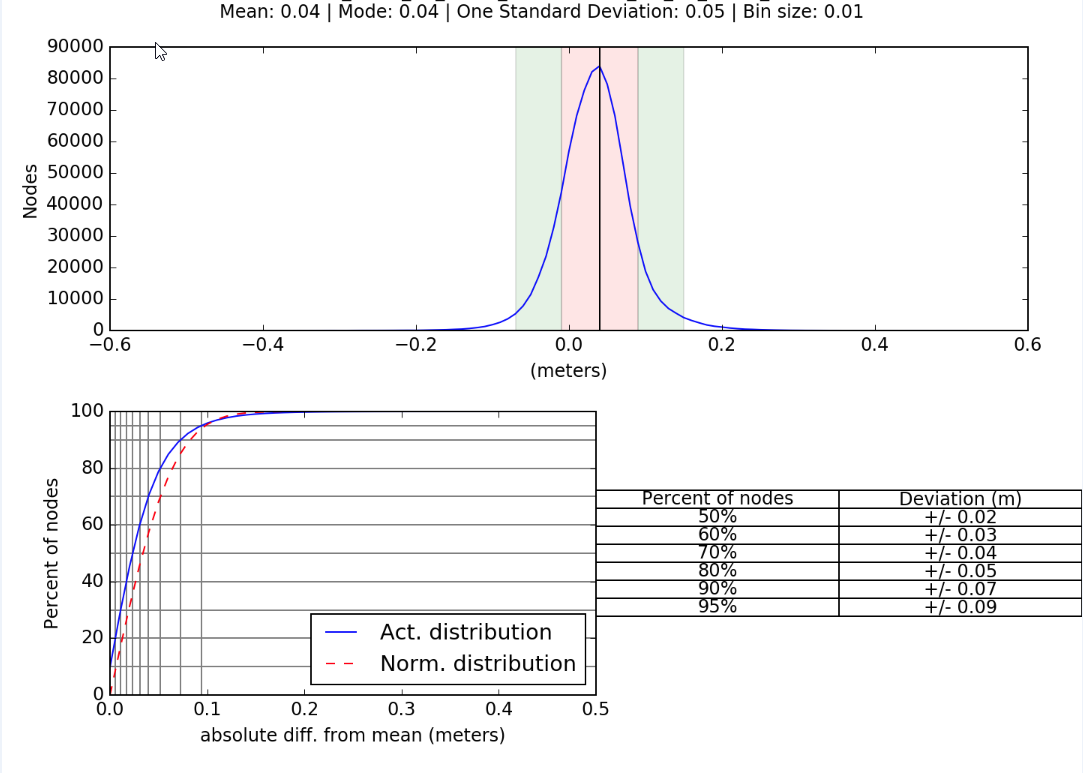 Mean: 0.04 | Mode: 0.04 | One Standard Deviation: 0.05 | Bin size: 0.01
90000
80000
70000
60000
50000
40000
30000
20000
10000
0
Nodes
−0.6 −0.4 −0.2 0.0 0.2 0.4 0.6
(meters)
100
80
60
40
20
0
Percent of nodes
Act. distribution
Norm. distribution
0.0 0.1 0.2 0.3 0.4 0.5
absolute diff. from mean (meters)
Percent of nodes Deviation (m)
50% +/- 0.02
60% +/- 0.03
70% +/- 0.04
80% +/- 0.05
90% +/- 0.07
95% +/- 0.09